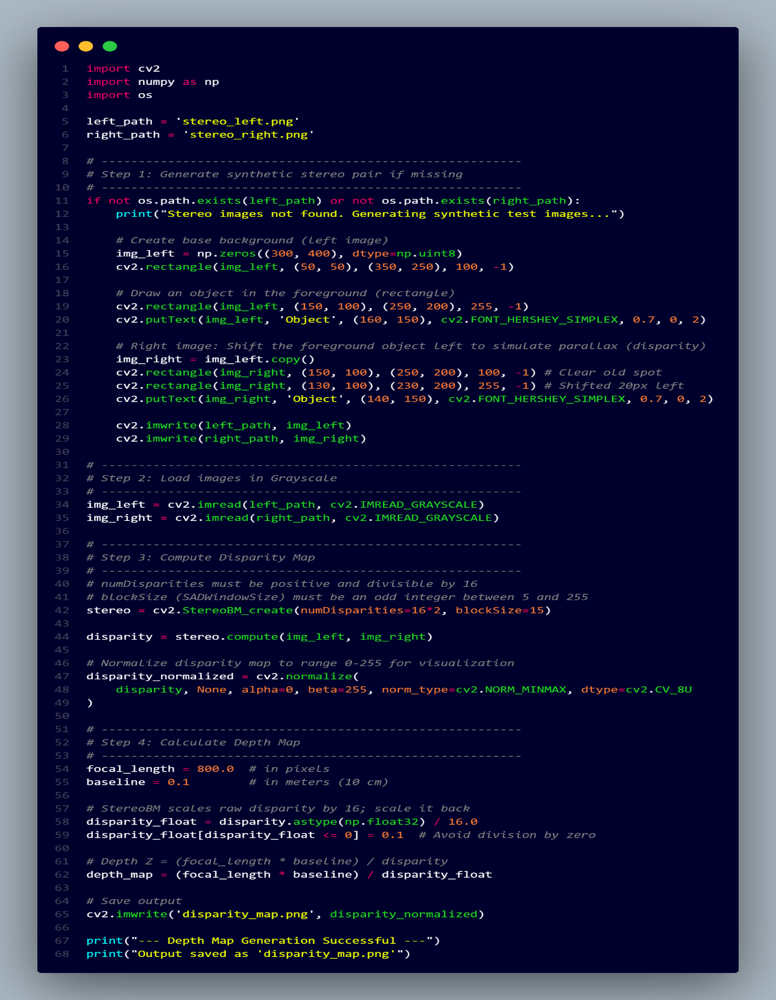 1 import cv2
2 import numpy as np
3 import os
4
5 left_path = 'stereo_left.png'
6 right_path = 'stereo_right.png'
7
8 # ---------------------------------------------------------
9 # Step 1: Generate synthetic stereo pair if missing
10 # ---------------------------------------------------------
11 if not os.path.exists(left_path) or not os.path.exists(right_path):
12     print("Stereo images not found. Generating synthetic test images...")
13
14     # Create base background (left image)
15     img_left = np.zeros((300, 400), dtype=np.uint8)
16     cv2.rectangle(img_left, (50, 50), (350, 250), 100, -1)
17
18     # Draw an object in the foreground (rectangle)
19     cv2.rectangle(img_left, (150, 100), (250, 200), 255, -1)
20     cv2.putText(img_left, 'Object', (160, 150), cv2.FONT_HERSHEY_SIMPLEX, 0.7, 0, 2)
21
22     # Right image: Shift the foreground object left to simulate parallax (disparity)
23     img_right = img_left.copy()
24     cv2.rectangle(img_right, (150, 100), (250, 200), 100, -1) # Clear old spot
25     cv2.rectangle(img_right, (130, 100), (230, 200), 255, -1) # Shifted 20px left
26     cv2.putText(img_right, 'Object', (140, 150), cv2.FONT_HERSHEY_SIMPLEX, 0.7, 0, 2)
27
28     cv2.imwrite(left_path, img_left)
29     cv2.imwrite(right_path, img_right)
30
31 # ---------------------------------------------------------
32 # Step 2: Load images in Grayscale
33 # ---------------------------------------------------------
34 img_left = cv2.imread(left_path, cv2.IMREAD_GRAYSCALE)
35 img_right = cv2.imread(right_path, cv2.IMREAD_GRAYSCALE)
36
37 # ---------------------------------------------------------
38 # Step 3: Compute Disparity Map
39 # ---------------------------------------------------------
40 # numDisparities must be positive and divisible by 16
41 # blockSize (SADWindowSize) must be an odd integer between 5 and 255
42 stereo = cv2.StereoBM_create(numDisparities=16*2, blockSize=15)
43
44 disparity = stereo.compute(img_left, img_right)
45
46 # Normalize disparity map to range 0-255 for visualization
47 disparity_normalized = cv2.normalize(
48     disparity, None, alpha=0, beta=255, norm_type=cv2.NORM_MINMAX, dtype=cv2.CV_8U
49 )
50
51 # ---------------------------------------------------------
52 # Step 4: Calculate Depth Map
53 # ---------------------------------------------------------
54 focal_length = 800.0  # in pixels
55 baseline = 0.1        # in meters (10 cm)
56
57 # StereoBM scales raw disparity by 16; scale it back
58 disparity_float = disparity.astype(np.float32) / 16.0
59 disparity_float[disparity_float <= 0] = 0.1  # Avoid division by zero
60
61 # Depth Z = (focal_length * baseline) / disparity
62 depth_map = (focal_length * baseline) / disparity_float
63
64 # Save output
65 cv2.imwrite('disparity_map.png', disparity_normalized)
66
67 print("--- Depth Map Generation Successful ---")
68 print("Output saved as 'disparity_map.png'")